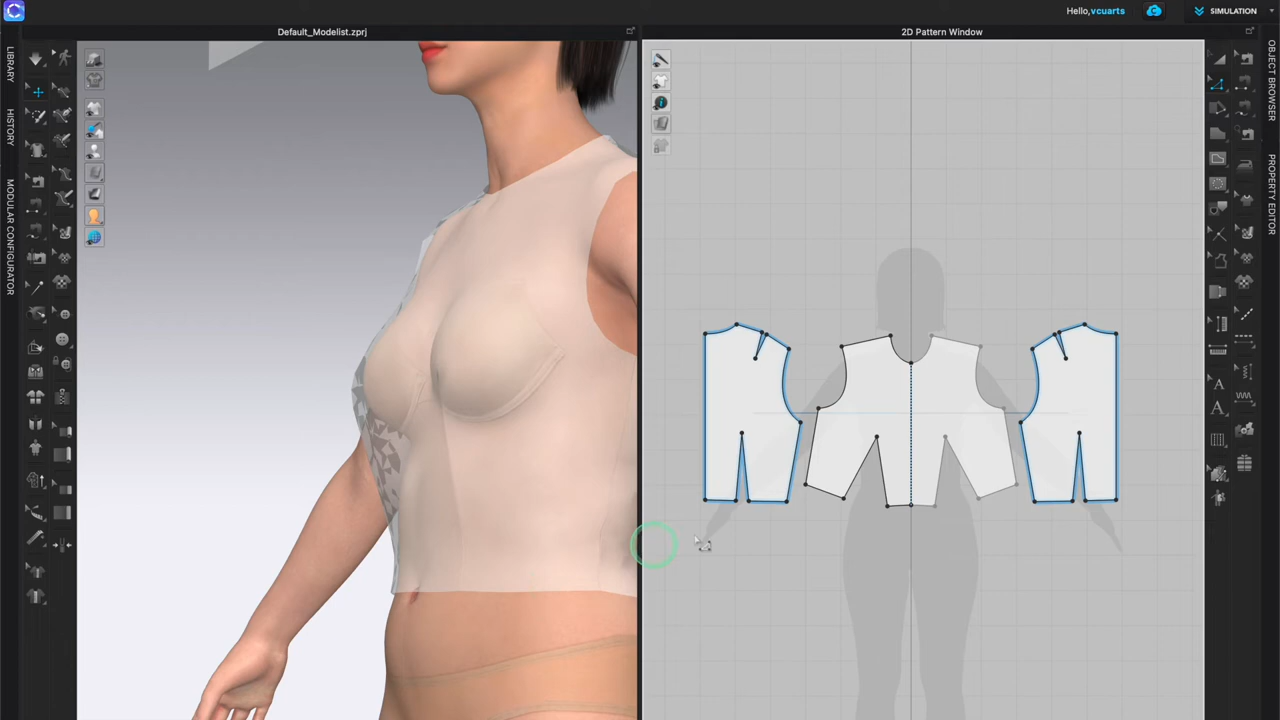 Hello,vcuarts
SIMULATION
Default_Modelist.zprj
2D Pattern Window
LIBRARY
HISTORY
MODULAR CONFIGURATOR
OBJECT BROWSER
PROPERTY EDITOR
A
A